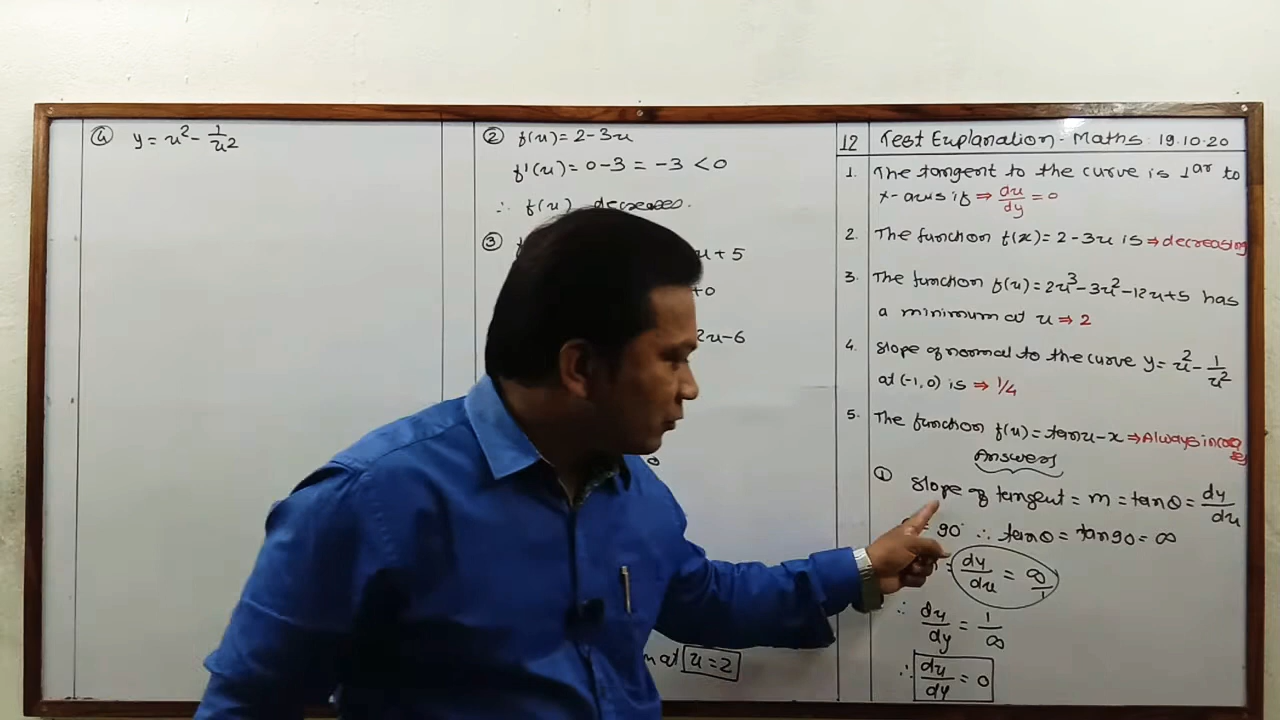 ④ y = x² - 1/x²
② f(x) = 2-3x
f'(x) = 0-3 = -3 < 0
∴ f(x) decreases.
③
x + 5
+0
2x-6
m at x = 2
12 Test Explanation - Maths 19.10.20
1. The tangent to the curve is ⊥ar to
x-axis if ⇒ dx/dy = 0
2. The function f(x) = 2-3x is ⇒ decreasing
3. The function f(x) = 2x³-3x²-12x+5 has
a minimum at x ⇒ 2
4. Slope of normal to the curve y = x² - 1/x²
at (-1, 0) is ⇒ 1/4
5. The function f(x) = tanx-x ⇒ Always increases
Answers
① Slope of tangent = m = tanθ = dy/dx
= 90° ∴ tanθ = tan90 = ∞
= dy/dx = ∞/1
∴ dx/dy = 1/∞
∴ dx/dy = 0